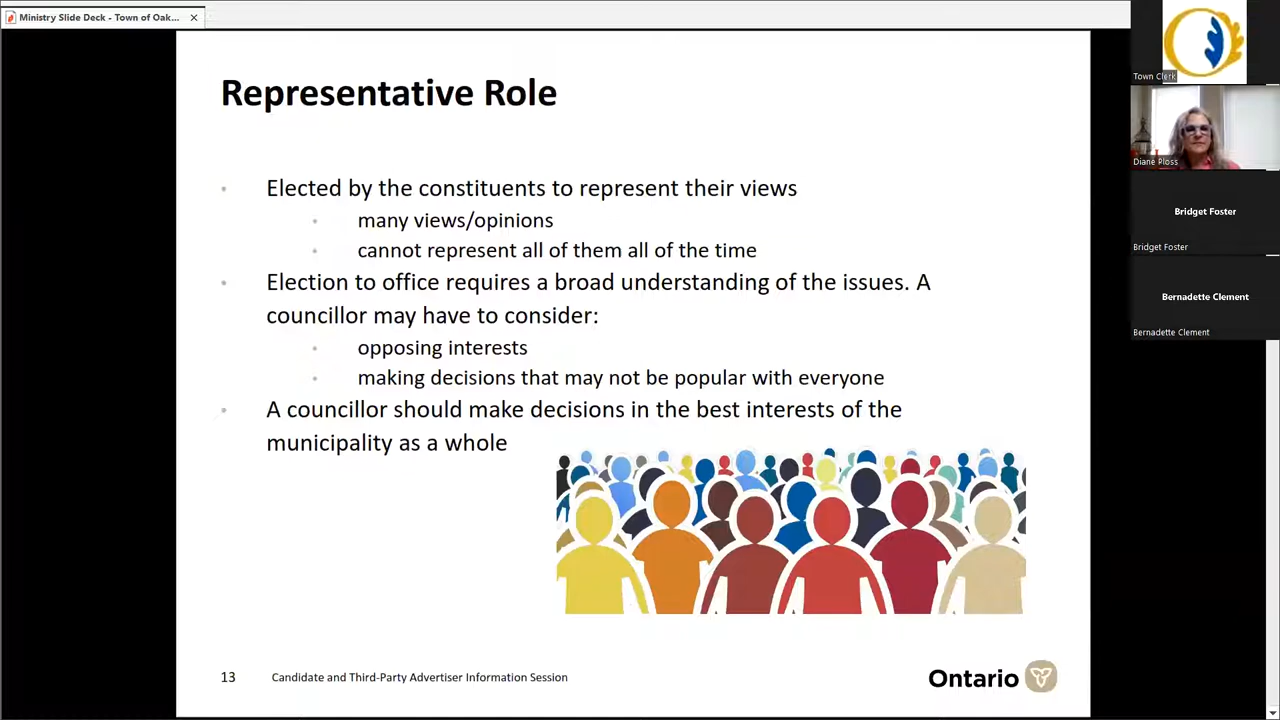 Ministry Slide Deck - Town of Oak...
Representative Role
Elected by the constituents to represent their views
many views/opinions
cannot represent all of them all of the time
Election to office requires a broad understanding of the issues. A
councillor may have to consider:
opposing interests
making decisions that may not be popular with everyone
A councillor should make decisions in the best interests of the
municipality as a whole
13
Candidate and Third-Party Advertiser Information Session
Ontario
Town Clerk
Diane Ploss
Bridget Foster
Bridget Foster
Bernadette Clement
Bernadette Clement